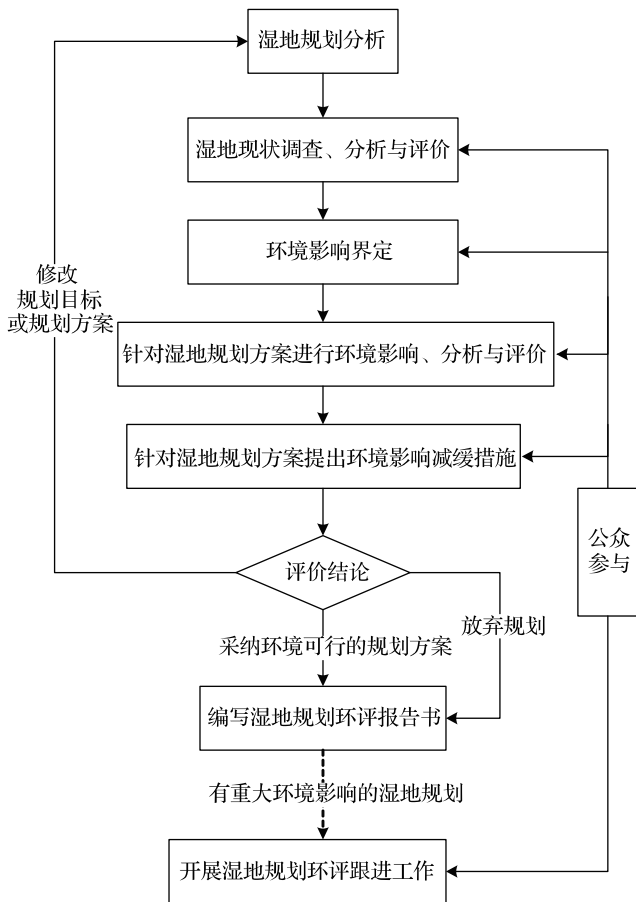 湿地规划分析
湿地现状调查、分析与评价
环境影响界定
修改
规划目标
或规划方案
针对湿地规划方案进行环境影响、分析与评价
针对湿地规划方案提出环境影响减缓措施
公众
参与
评价结论
放弃规划
采纳环境可行的规划方案
编写湿地规划环评报告书
有重大环境影响的湿地规划
开展湿地规划环评跟进工作